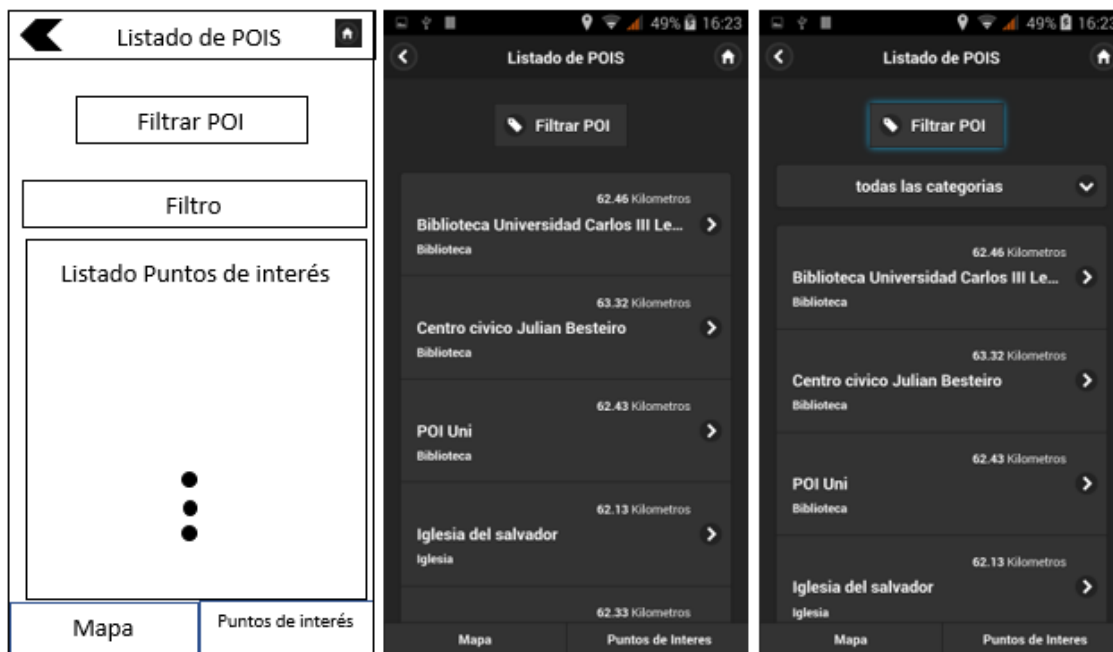 Listado de POIS
Filtrar POI
Filtro
Listado Puntos de interés
Mapa
Puntos de interés
49% 16:23
Listado de POIS
Filtrar POI
62.46 Kilometros
Biblioteca Universidad Carlos III Le...
Biblioteca
63.32 Kilometros
Centro civico Julian Besteiro
Biblioteca
62.43 Kilometros
POI Uni
Biblioteca
62.13 Kilometros
Iglesia del salvador
Iglesia
62.33 Kilometros
Mapa
Puntos de Interes
49% 16:23
Listado de POIS
Filtrar POI
todas las categorias
62.46 Kilometros
Biblioteca Universidad Carlos III Le...
Biblioteca
63.32 Kilometros
Centro civico Julian Besteiro
Biblioteca
62.43 Kilometros
POI Uni
Biblioteca
62.13 Kilometros
Iglesia del salvador
Iglesia
Mapa
Puntos de Interes